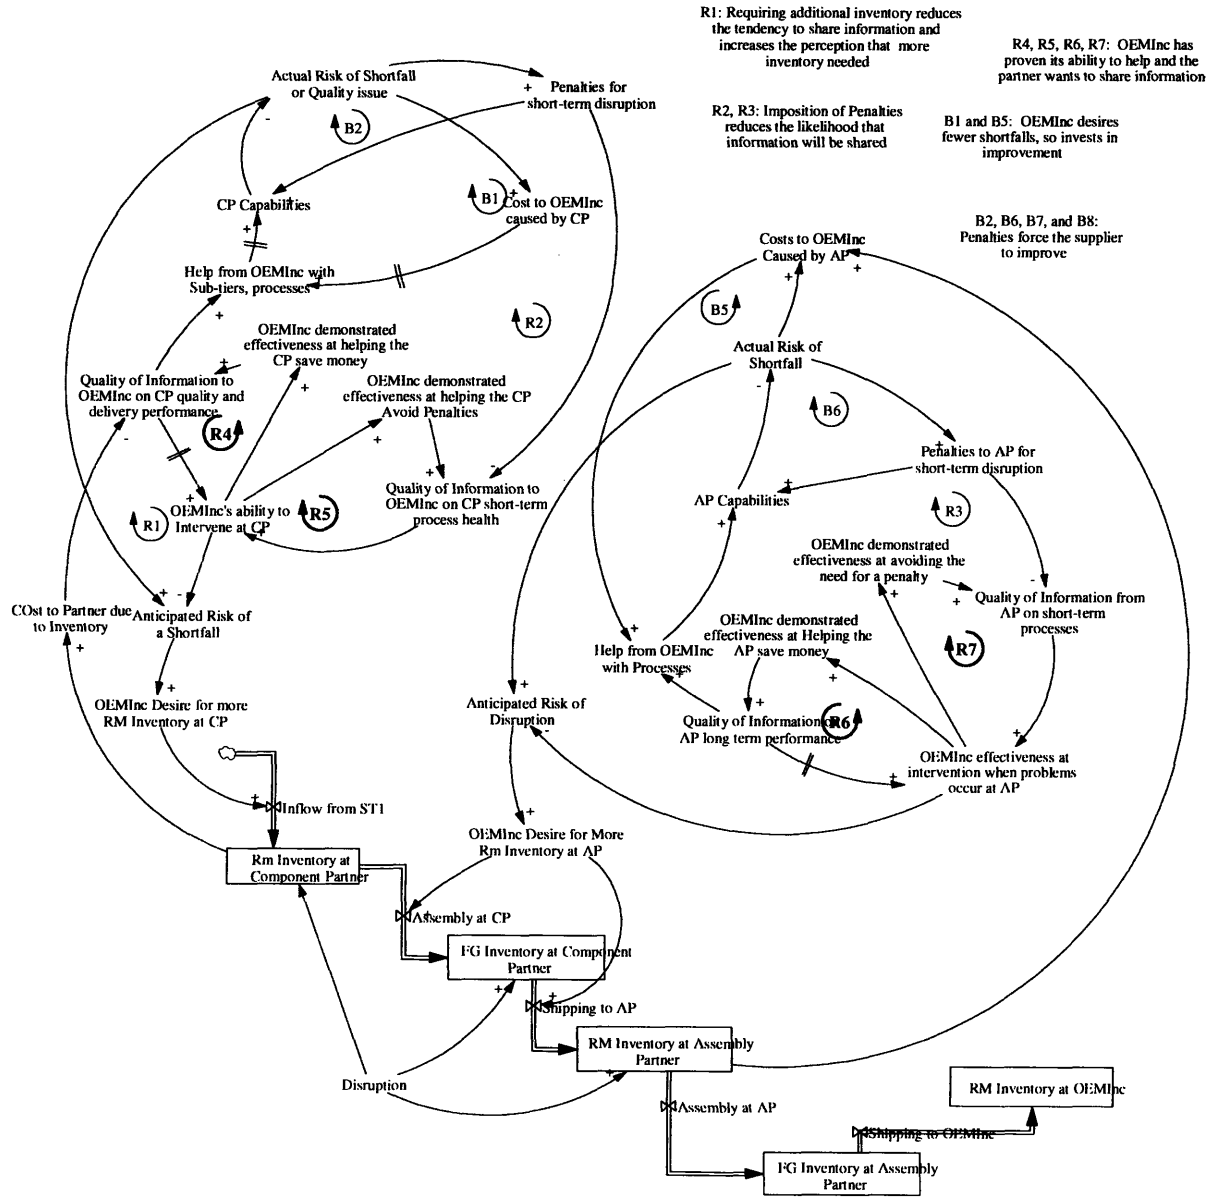 R1: Requiring additional inventory reduces
the tendency to share information and
increases the perception that more
inventory needed
R4, R5, R6, R7: OEMInc has
proven its ability to help and the
partner wants to share information
R2, R3: Imposition of Penalties
reduces the likelihood that
information will be shared
B1 and B5: OEMInc desires
fewer shortfalls, so invests in
improvement
B2, B6, B7, and B8:
Penalties force the supplier
to improve
Actual Risk of Shortfall
or Quality issue
+
Penalties for
short-term disruption
-
B2
CP Capabilities
+
+
B1
+
Cost to OEMInc
caused by CP
Help from OEMInc with
Sub-tiers, processes
+
+
R2
OEMInc demonstrated
effectiveness at helping the
CP save money
+
+
Quality of Information to
OEMInc on CP quality and
delivery performance
-
R4
OEMInc demonstrated
effectiveness at helping the CP
Avoid Penalties
+
+
-
Quality of Information to
OEMInc on CP short-term
process health
+
OEMInc's ability to
Intervene at CP
+
R1
R5
+
-
COst to Partner due
to Inventory
+
Anticipated Risk of
a Shortfall
+
OEMInc Desire for more
RM Inventory at CP
+
Inflow from ST1
Rm Inventory at
Component Partner
Costs to OEMInc
Caused by AP
+
+
B5
Actual Risk of
Shortfall
-
B6
+
Penalties to AP for
short-term disruption
AP Capabilities
+
+
R3
OEMInc demonstrated
effectiveness at avoiding the
need for a penalty
+
+
-
Quality of Information from
AP on short-term
processes
R7
OEMInc demonstrated
effectiveness at Helping the
AP save money
+
+
Help from OEMInc
with Processes
+
+
Quality of Information on
AP long term performance
R6
+
+
OEMInc effectiveness at
intervention when problems
occur at AP
Anticipated Risk of
Disruption
+
-
+
OEMInc Desire for More
Rm Inventory at AP
+
Assembly at CP
FG Inventory at Component
Partner
+
+
Shipping to AP
RM Inventory at Assembly
Partner
+
Disruption
Assembly at AP
RM Inventory at OEMInc
Shipping to OEMInc
FG Inventory at Assembly
Partner